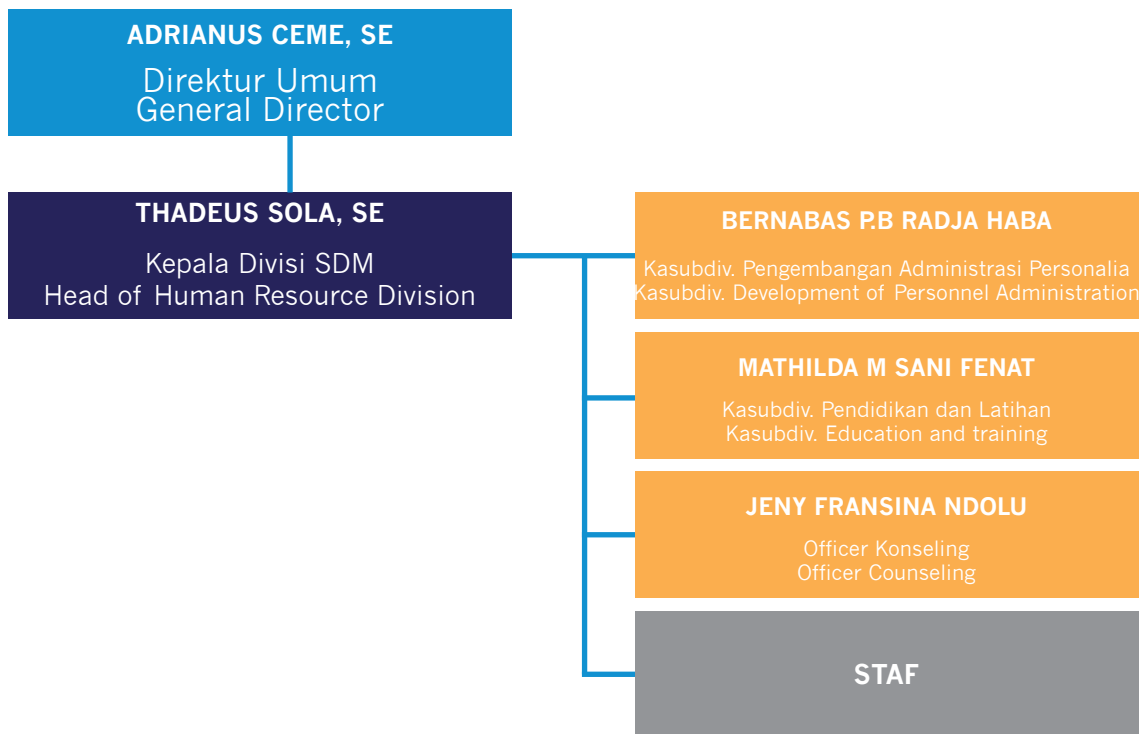 ADRIANUS CEME, SE
Direktur Umum
General Director
THADEUS SOLA, SE
Kepala Divisi SDM
Head of Human Resource Division
BERNABAS P.B RADJA HABA
Kasubdiv. Pengembangan Administrasi Personalia
Kasubdiv. Development of Personnel Administration
MATHILDA M SANI FENAT
Kasubdiv. Pendidikan dan Latihan
Kasubdiv. Education and training
JENY FRANSINA NDOLU
Officer Konseling
Officer Counseling
STAF